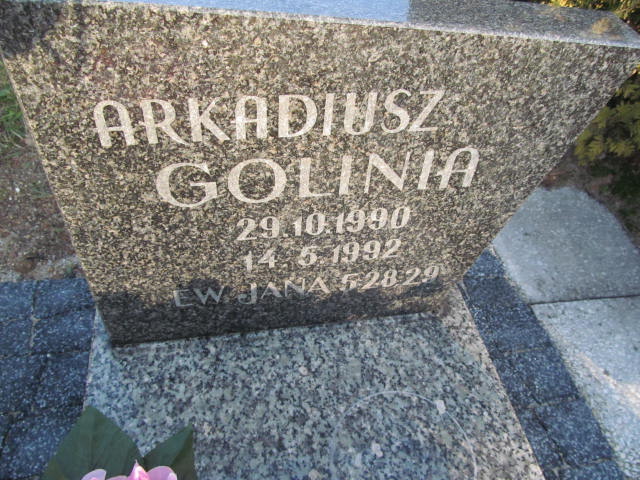 ARKADIUSZ
GOLINIA
29.10.1990
14.5.1992
EW. JANA 5 28 29